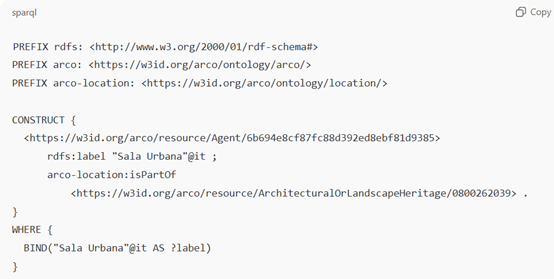 sparql
Copy
PREFIX rdfs: <http://www.w3.org/2000/01/rdf-schema#>
PREFIX arco: <https://w3id.org/arco/ontology/arco/>
PREFIX arco-location: <https://w3id.org/arco/ontology/location/>
CONSTRUCT {
<https://w3id.org/arco/resource/Agent/6b694e8cf87fc88d392ed8ebf81d9385>
rdfs:label "Sala Urbana"@it ;
arco-location:isPartOf
<https://w3id.org/arco/resource/ArchitecturalOrLandscapeHeritage/0800262039> .
}
WHERE {
BIND("Sala Urbana"@it AS ?label)
}